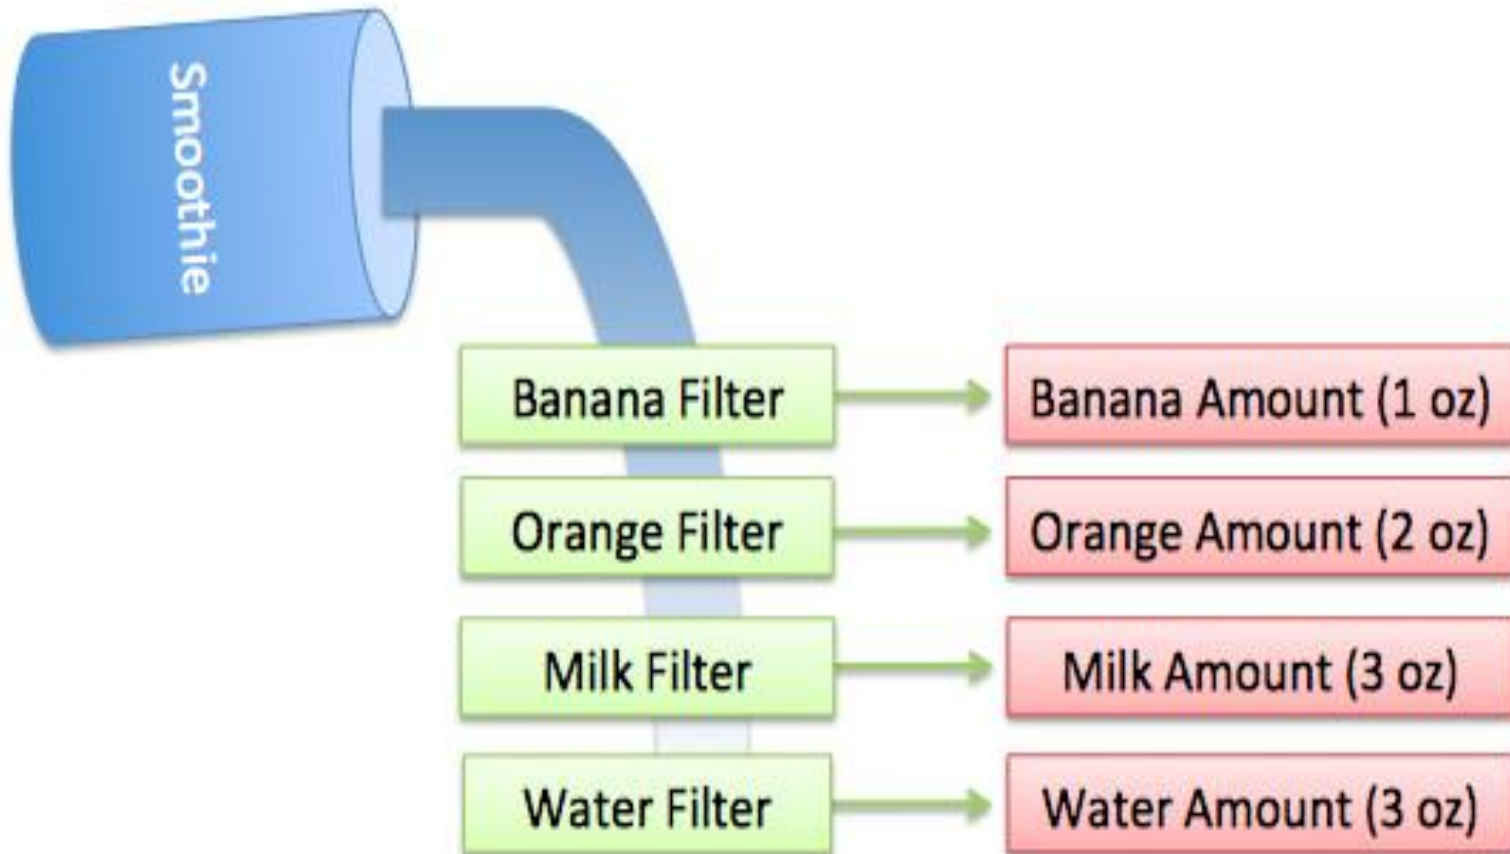 Smoothie
Banana Filter
Banana Amount (1 oz)
Orange Filter
Orange Amount (2 oz)
Milk Filter
Milk Amount (3 oz)
Water Filter
Water Amount (3 oz)